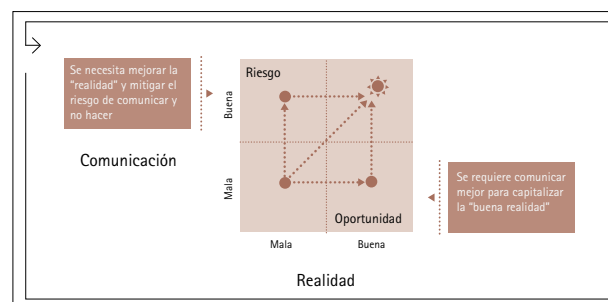 Se necesita mejorar la
“realidad” y mitigar el
riesgo de comunicar y
no hacer
Comunicación
Riesgo
Buena
Mala
Oportunidad
Mala
Buena
Realidad
Se requiere comunicar
mejor para capitalizar
la “buena realidad”